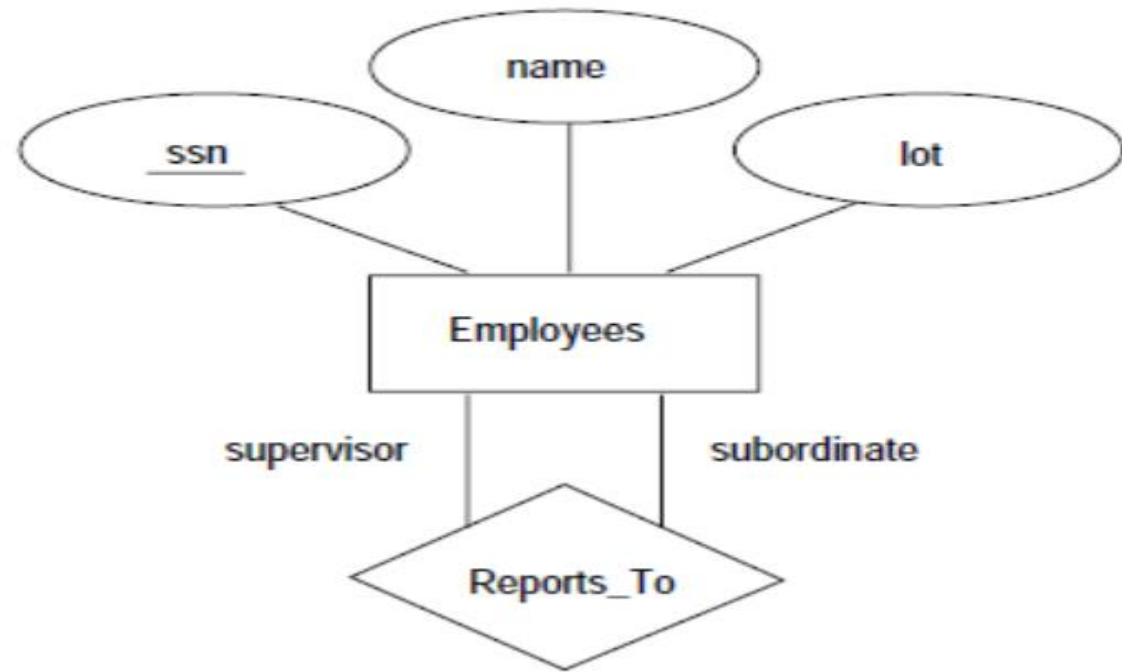 name
ssn
lot
Employees
supervisor
subordinate
Reports_To